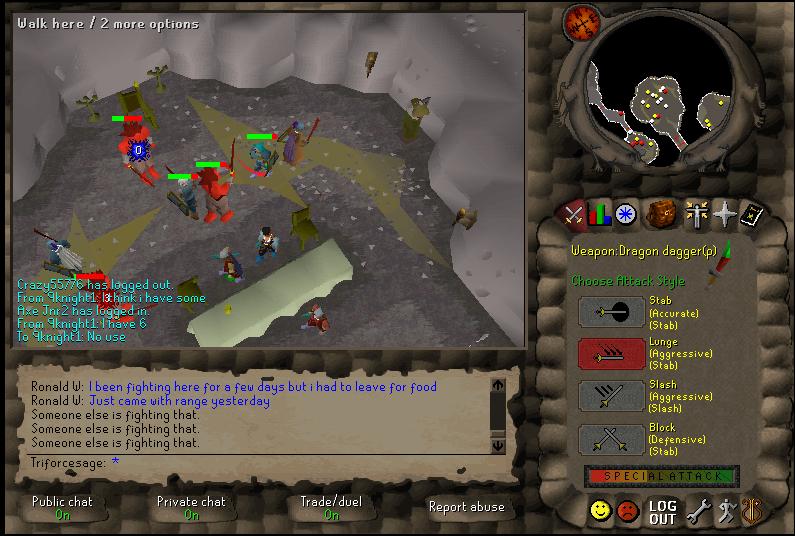 Walk here / 2 more options
0
Crazy55776 has logged out.
From 9knight1: I think i have some
Axe Jnr2 has logged in.
From 9knight1: I have 6
To 9knight1: No use
Ronald W: I been fighting here for a few days but i had to leave for food
Ronald W: Just came with range yesterday
Someone else is fighting that.
Someone else is fighting that.
Someone else is fighting that.
Triforcesage: *
Public chat
On
Private chat
On
Trade/duel
On
Report abuse
Weapon:Dragon dagger(p)
Choose Attack Style
Stab
(Accurate)
(Stab)
Lunge
(Aggressive)
(Stab)
Slash
(Aggressive)
(Slash)
Block
(Defensive)
(Stab)
SPECIAL ATTACK
LOG
OUT